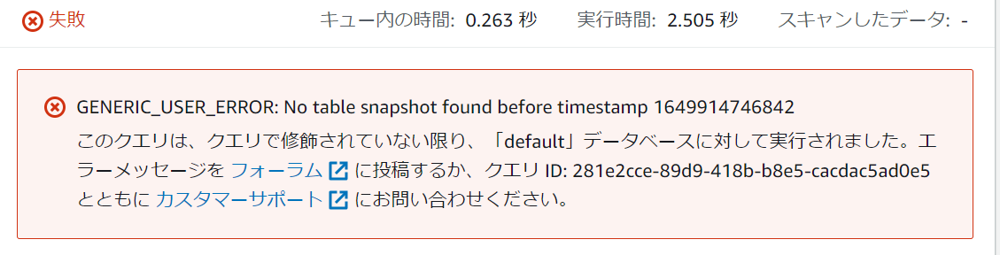 失敗 キュー内の時間: 0.263 秒 実行時間: 2.505 秒 スキャンしたデータ: -
GENERIC_USER_ERROR: No table snapshot found before timestamp 1649914746842
このクエリは、クエリで修飾されていない限り、「default」データベースに対して実行されました。エ
ラーメッセージを フォーラム に投稿するか、クエリ ID: 281e2cce-89d9-418b-b8e5-cacdac5ad0e5
とともに カスタマーサポート にお問い合わせください。